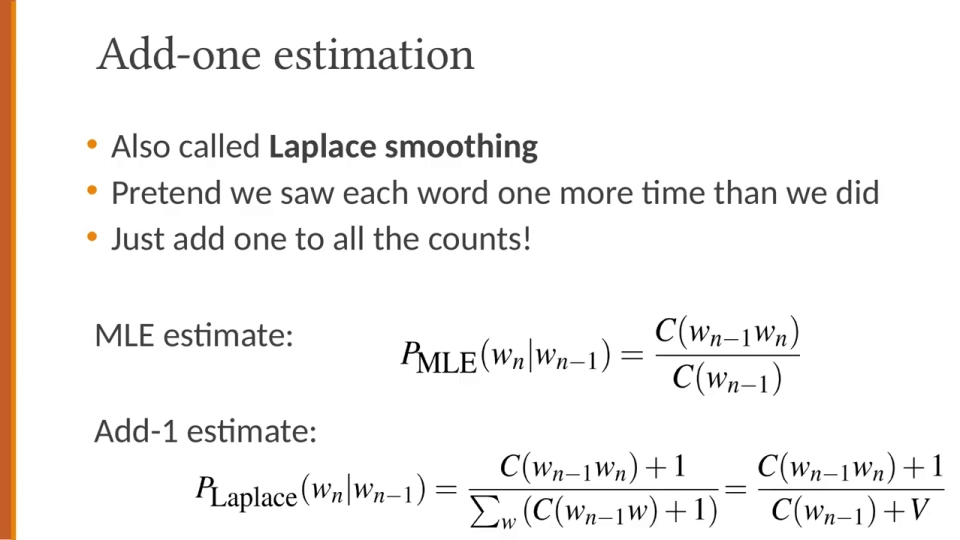 Add-one estimation
• Also called Laplace smoothing
• Pretend we saw each word one more time than we did
• Just add one to all the counts!
MLE estimate:
P_MLE(w_{n−1}|w_{n−1}) = C(w_{n−1}w_n) / C(w_{n−1})
Add-1 estimate:
P_Laplace(w_n|w_{n−1}) = (C(w_{n−1}w_n)+1) / (∑_w (C(w_{n−1}w)+1)) = (C(w_{n−1}w_n)+1) / (C(w_{n−1})+V)